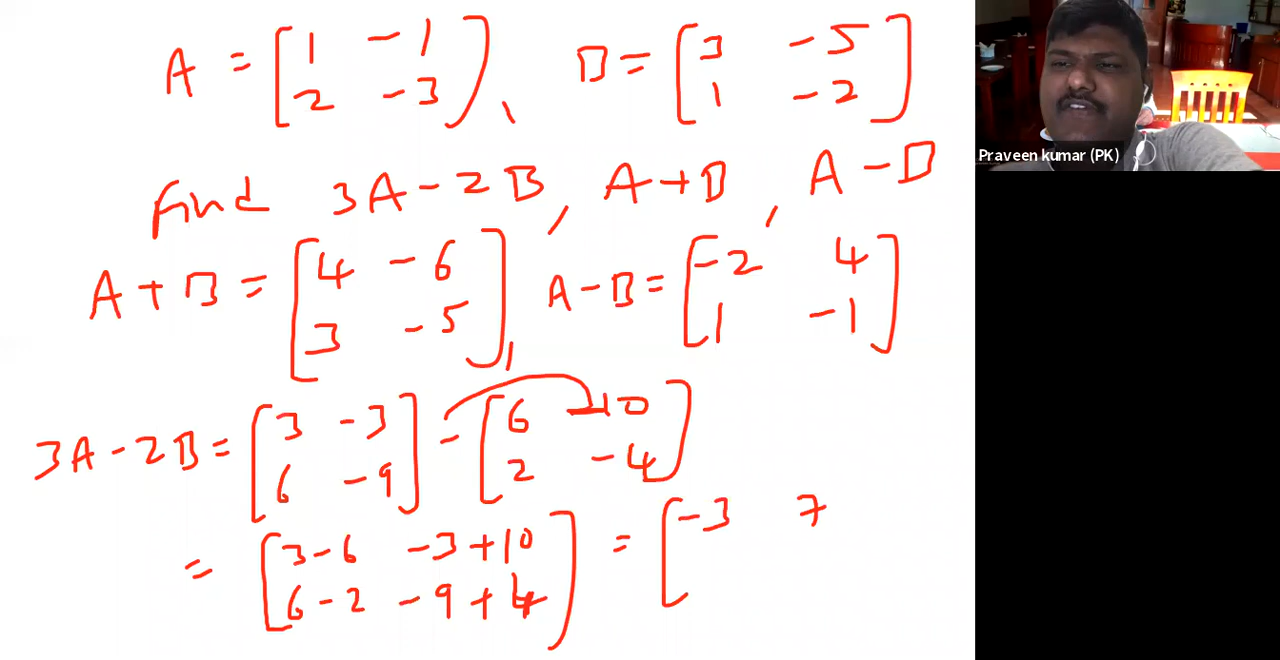 A = [1 -1
2 -3], B = [3 -5
1 -2]
Find 3A - 2B, A + B, A - B
A + B = [4 -6
3 -5], A - B = [-2 4
1 -1]
3A - 2B = [3 -3
6 -9] - [6 -10
2 -4]
= [3-6 -3+10
6-2 -9+4] = [-3 7
Praveen kumar (PK)